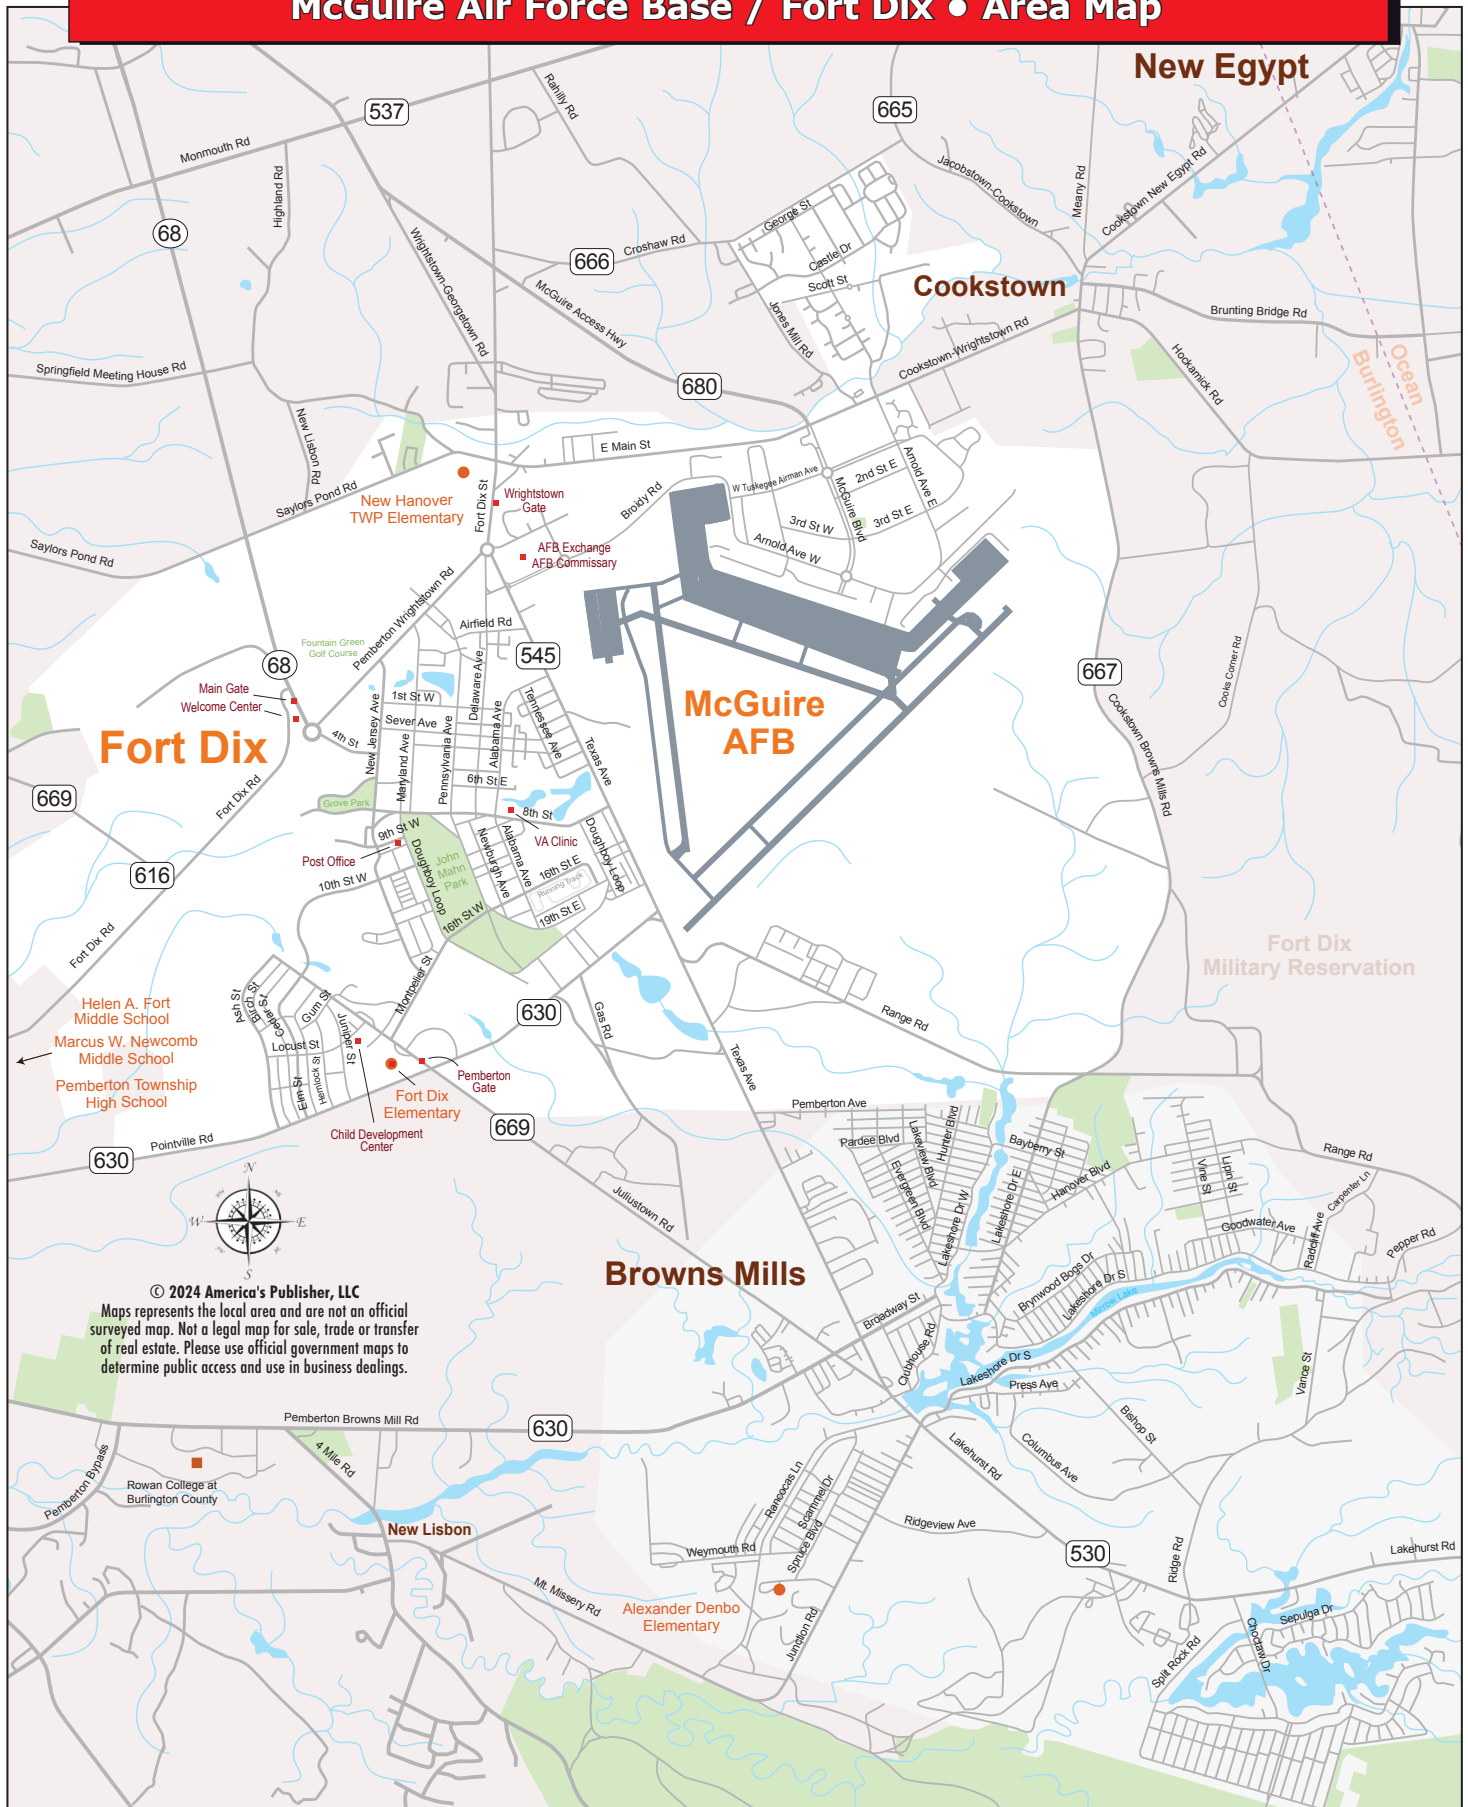 McGuire Air Force Base / Fort Dix • Area Map
New Egypt
537
665
Rahilly Rd
Monmouth Rd
Highland Rd
Jacobstown-Cookstown
Meany Rd
Cookstown New Egypt Rd
68
George St
Wrightstown-Georgetown Rd
Croshaw Rd
666
Castle Dr
Scott St
Cookstown
McGuire Access Hwy
Jones Mill Rd
Brunting Bridge Rd
Cookstown-Wrightstown Rd
Hockamick Rd
Ocean
Burlington
Springfield Meeting House Rd
680
New Lisbon Rd
E Main St
Arnold Ave E
2nd St E
W Tuskegee Airman Ave
McGuire Blvd
Saylors Pond Rd
New Hanover
TWP Elementary
Fort Dix St
Wrightstown
Gate
Broidy Rd
3rd St W
3rd St E
Arnold Ave W
Saylors Pond Rd
AFB Exchange
AFB Commissary
Pemberton Wrightstown Rd
Airfield Rd
Fountain Green
Golf Course
68
545
667
Cooks Corner Rd
Main Gate
Welcome Center
1st St W
Delaware Ave
Tennessee Ave
New Jersey Ave
Sever Ave
Pennsylvania Ave
Alabama Ave
Maryland Ave
4th St
Texas Ave
McGuire
AFB
Fort Dix
Cookstown Browns Mills Rd
6th St E
669
Fort Dix Rd
Grove Park
8th St
VA Clinic
9th St W
Post Office
Doughboy Loop
John
Mahn
Park
Newburgh Ave
Alabama Ave
16th St E
Running Track
Doughboy Loop
616
10th St W
16th St W
19th St E
Fort Dix Rd
Fort Dix
Military Reservation
Montpelier St
Helen A. Fort
Middle School
Marcus W. Newcomb
Middle School
Pemberton Township
High School
Ash St
Birch St
Cedar St
Gum St
Juniper St
Locust St
Elm St
Hemlock St
630
Gas Rd
Range Rd
Texas Ave
Pemberton
Gate
Fort Dix
Elementary
Child Development
Center
669
Pointville Rd
630
Pemberton Ave
Pardee Blvd
Lakeview Blvd
Hunter Blvd
Evergreen Blvd
Bayberry St
Hanover Blvd
Lakeshore Dr W
Lakeshore Dr E
Vine St
Lipin St
Range Rd
Carpenter Ln
Goodwater Ave
Radcliff Ave
Pepper Rd
Juliustown Rd
N
W
E
S
Browns Mills
Brynwood Bogs Dr
Lakeshore Dr S
Mirrow Lake
Broadway St
Clubhouse Rd
Lakeshore Dr S
Press Ave
Vance St
© 2024 America's Publisher, LLC
Maps represents the local area and are not an official
surveyed map. Not a legal map for sale, trade or transfer
of real estate. Please use official government maps to
determine public access and use in business dealings.
Pemberton Browns Mill Rd
630
4 Mile Rd
Bishop St
Columbus Ave
Lakehurst Rd
Pemberton Bypass
Rowan College at
Burlington County
New Lisbon
Rancocas Ln
Scammel Dr
Spruce Blvd
Weymouth Rd
Ridgeview Ave
530
Ridge Rd
Lakehurst Rd
Mt. Missery Rd
Alexander Denbo
Elementary
Junction Rd
Sepulga Dr
Choctaw Dr
Split Rock Rd